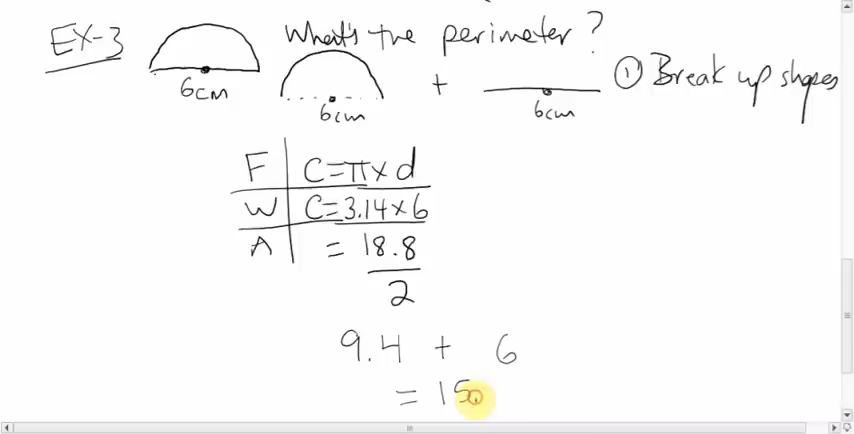 EX-3 What's the perimeter?
6cm 6cm + 6cm ① Break up shapes
F C=π×d
W C=3.14×6
A = 18.8
2
9.4 + 6
= 15